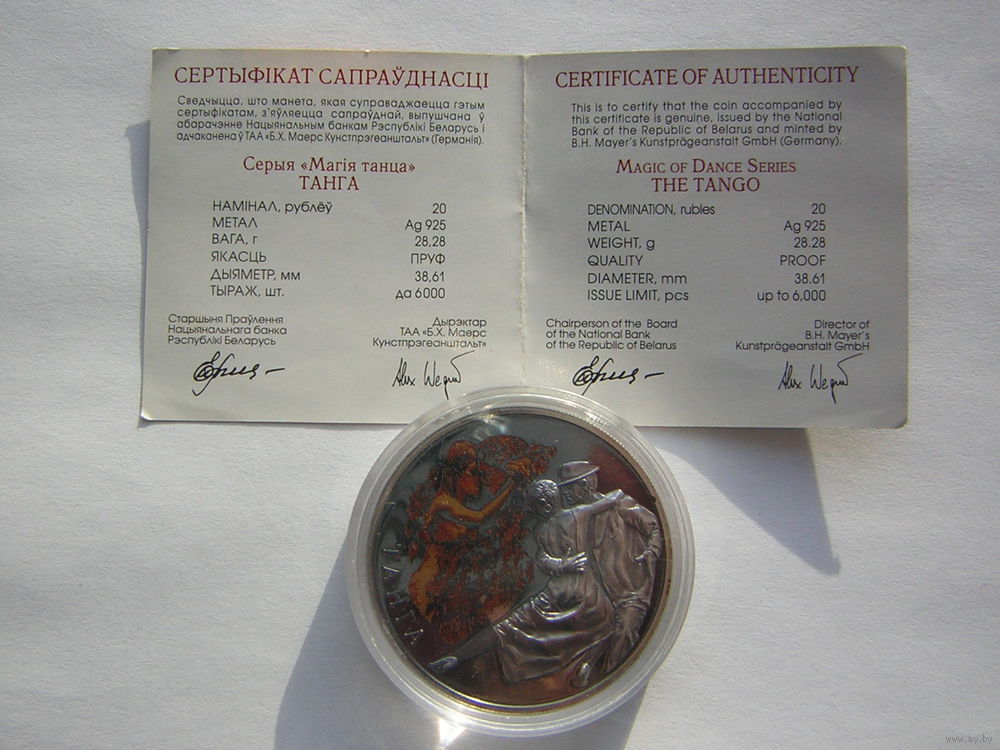 СЕРТЫФІКАТ САПРАЎДНАСЦІ
Сведчыцца, што манета, якая суправаджаецца гэтым
сертыфікатам, з'яўляецца сапраўднай, выпушчана ў
абарачэнне Нацыянальным банкам Рэспублікі Беларусь і
адчаканена ў ТАА «Б.Х. Маерс Кунстпрэгеанштальт» (Германія).
Серыя «Магія танца»
ТАНГА
НАМІНАЛ, рублёў 20
МЕТАЛ Ag 925
ВАГА, г 28,28
ЯКАСЦЬ ПРУФ
ДЫЯМЕТР, мм 38,61
ТЫРАЖ, шт. да 6000
Старшыня Праўлення
Нацыянальнага банка
Рэспублікі Беларусь
Дырэктар
ТАА «Б.Х. Маерс
Кунстпрэгеанштальт»
CERTIFICATE OF AUTHENTICITY
This is to certify that the coin accompanied by
this certificate is genuine, issued by the National
Bank of the Republic of Belarus and minted by
B.H. Mayer's Kunstprägeanstalt GmbH (Germany).
MAGIC OF DANCE SERIES
THE TANGO
DENOMINATION, rubles 20
METAL Ag 925
WEIGHT, g 28.28
QUALITY PROOF
DIAMETER, mm 38.61
ISSUE LIMIT, pcs up to 6,000
Chairperson of the Board
of the National Bank
of the Republic of Belarus
Director of
B.H. Mayer's
Kunstprägeanstalt GmbH
ТАНГА
www.ay.by